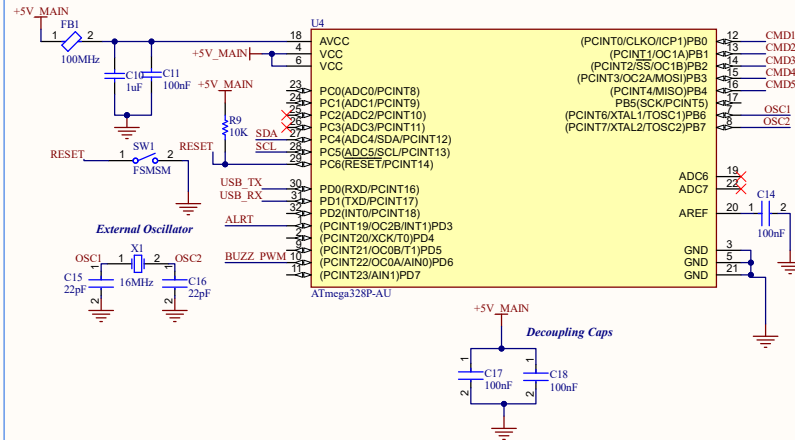 +5V_MAIN
FB1
1 2
100MHz
C10
1uF
C11
100nF
+5V_MAIN
+5V_MAIN
R9
10K
SDA
SCL
RESET
RESET
SW1
1 2
FSMSM
USB_TX
USB_RX
ALRT
BUZZ_PWM
External Oscillator
OSC1
X1
OSC2
1 2
16MHz
C15
22pF
1
2
C16
22pF
1
2
U4
18 AVCC
4 VCC
6 VCC
23 PC0(ADC0/PCINT8)
24 PC1(ADC1/PCINT9)
25 PC2(ADC2/PCINT10)
26 PC3(ADC3/PCINT11)
27 PC4(ADC4/SDA/PCINT12)
28 PC5(ADC5/SCL/PCINT13)
29 PC6(RESET/PCINT14)
30 PD0(RXD/PCINT16)
31 PD1(TXD/PCINT17)
32 PD2(INT0/PCINT18)
1 (PCINT19/OC2B/INT1)PD3
2 (PCINT20/XCK/T0)PD4
9 (PCINT21/OC0B/T1)PD5
10 (PCINT22/OC0A/AIN0)PD6
11 (PCINT23/AIN1)PD7
ATmega328P-AU
(PCINT0/CLKO/ICP1)PB0 12 CMD1
(PCINT1/OC1A)PB1 13 CMD2
(PCINT2/SS/OC1B)PB2 14 CMD3
(PCINT3/OC2A/MOSI)PB3 15 CMD4
(PCINT4/MISO)PB4 16 CMD5
PB5(SCK/PCINT5) 17
(PCINT6/XTAL1/TOSC1)PB6 7 OSC1
(PCINT7/XTAL2/TOSC2)PB7 8 OSC2
ADC6 19
ADC7 22
AREF 20
C14
1 2
100nF
GND 3
GND 5
GND 21
+5V_MAIN
Decoupling Caps
1
C17
100nF
2
1
C18
100nF
2